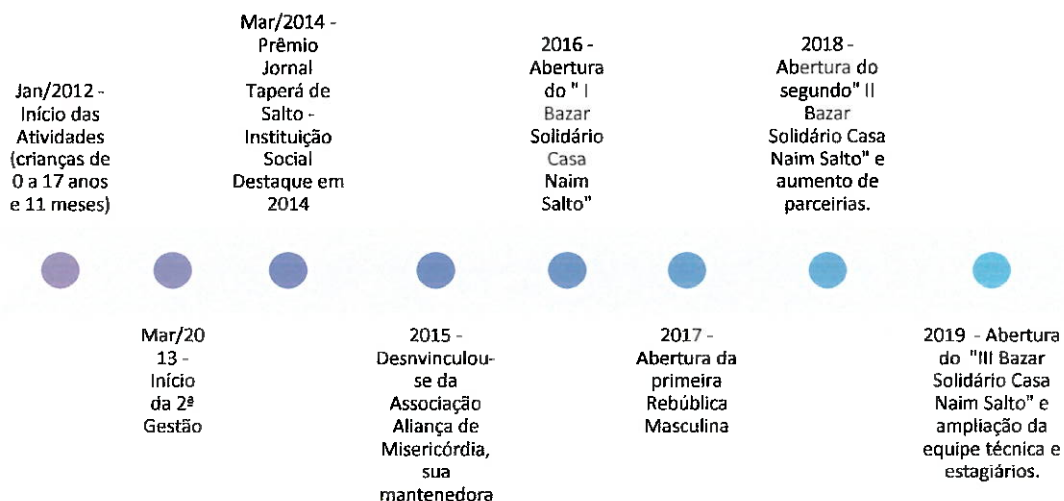 Jan/2012 -
Início das
Atividades
(crianças de
0 a 17 anos
e 11 meses)
Mar/20
13 -
Início
da 2ª
Gestão
Mar/2014 -
Prêmio
Jornal
Taperá de
Salto -
Instituição
Social
Destaque em
2014
2015 -
Desnvinculou-
se da
Associação
Aliança de
Misericórdia,
sua
mantenedora
2016 -
Abertura
do " I
Bazar
Solidário
Casa
Naim
Salto"
2017 -
Abertura da
primeira
Rebública
Masculina
2018 -
Abertura do
segundo" II
Bazar
Solidário Casa
Naim Salto" e
aumento de
parceirias.
2019 - Abertura
do "III Bazar
Solidário Casa
Naim Salto" e
ampliação da
equipe técnica e
estagiários.